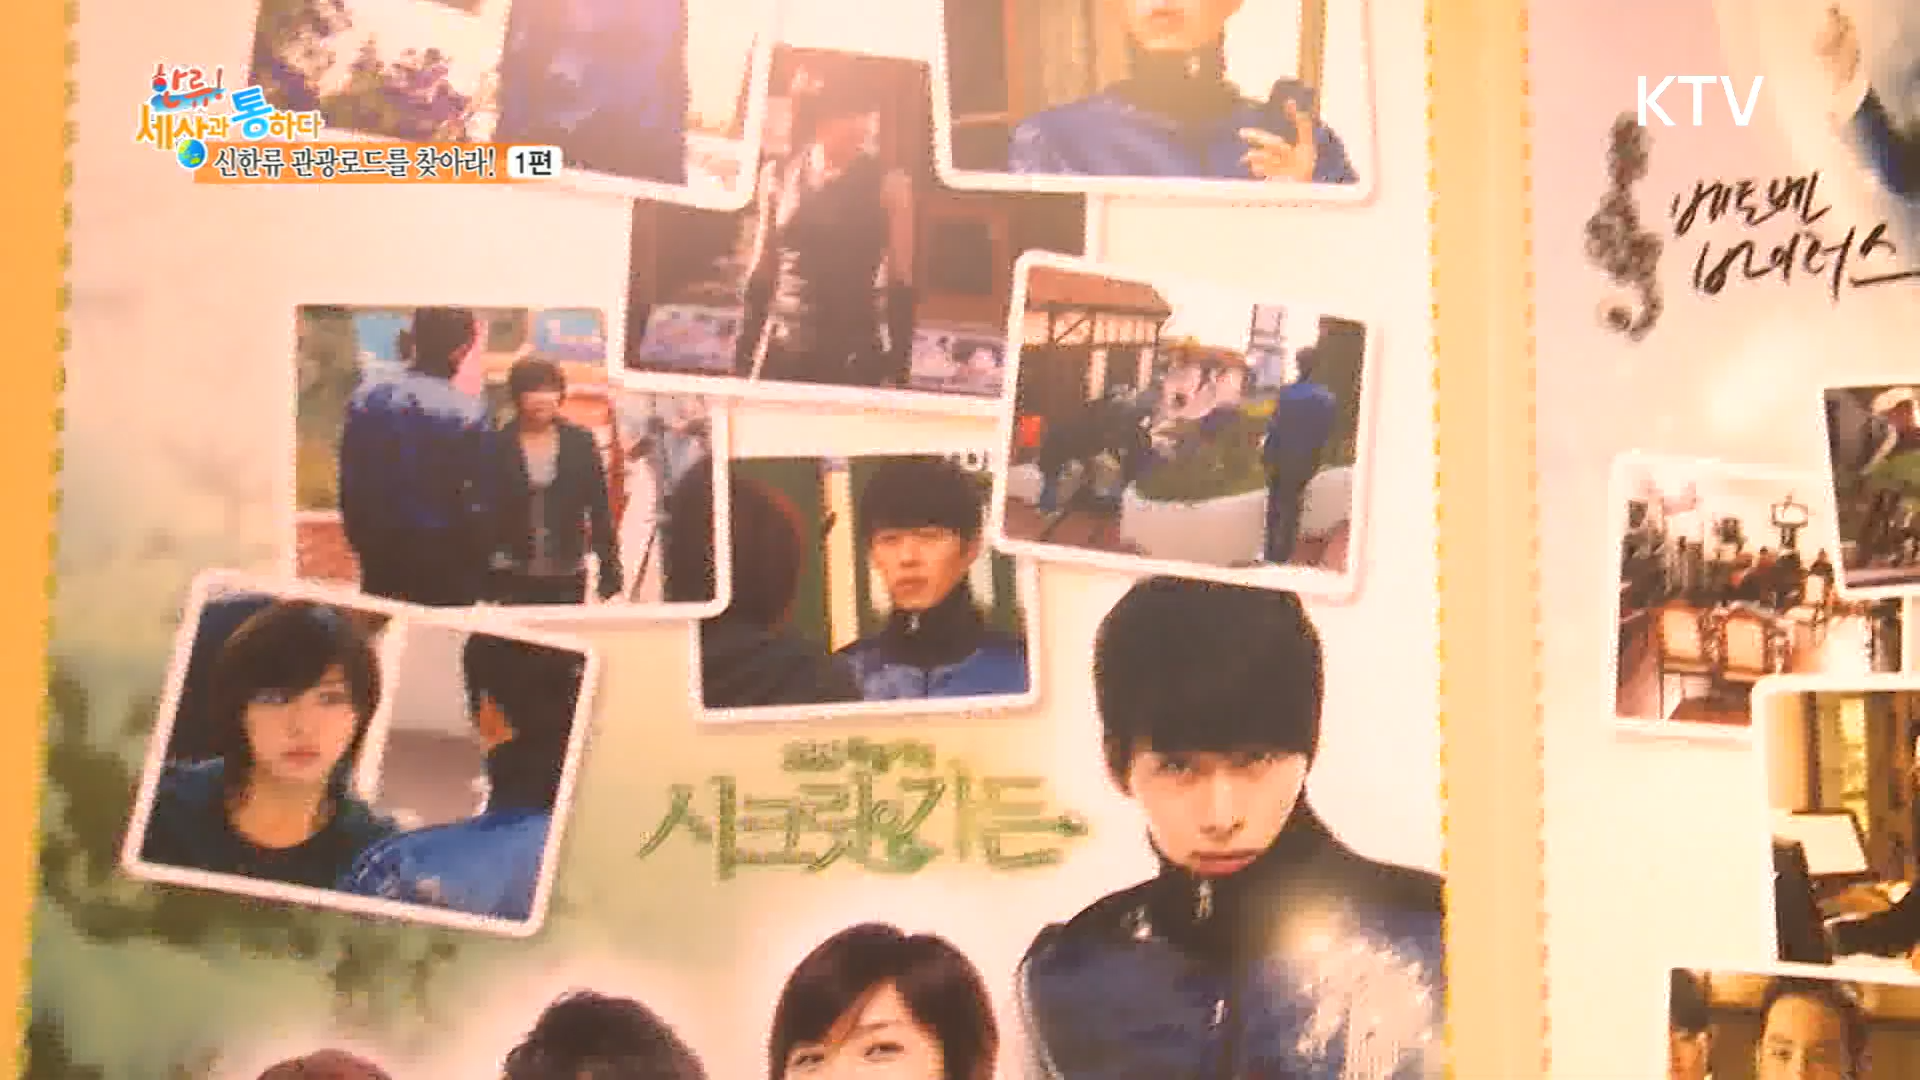 한류!
세상과 통하다
신한류 관광로드를 찾아라! 1편
KTV
베토벤
바이러스
시크릿가든